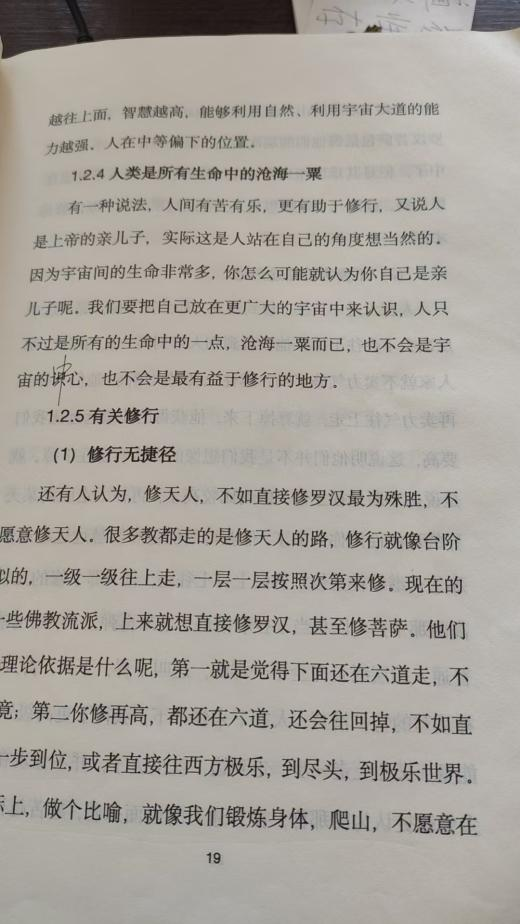 越往上面，智慧越高，能够利用自然、利用宇宙大道的能
力越强．人在中等偏下的位置．
1.2.4 人类是所有生命中的沧海一粟
有一种说法，人间有苦有乐，更有助于修行，又说人
是上帝的亲儿子，实际这是人站在自己的角度想当然的．
因为宇宙间的生命非常多，你怎么可能就认为你自己是亲
儿子呢．我们要把自己放在更广大的宇宙中来认识，人只
不过是所有的生命中的一点，沧海一粟而已，也不会是宇
中
宙的心，也不会是最有益于修行的地方．
1.2.5 有关修行
(1) 修行无捷径
还有人认为，修天人，不如直接修罗汉最为殊胜，不
愿意修天人．很多教都走的是修天人的路，修行就像台阶
似的，一级一级往上走，一层一层按照次第来修．现在的
些佛教流派，上来就想直接修罗汉，甚至修菩萨。他们
理论依据是什么呢，第一就是觉得下面还在六道走，不
竟；第二你修再高，都还在六道，还会往回掉，不如直
一步到位，或者直接往西方极乐，到尽头，到极乐世界。
际上，做个比喻，就像我们锻炼身体，爬山，不愿意在
19